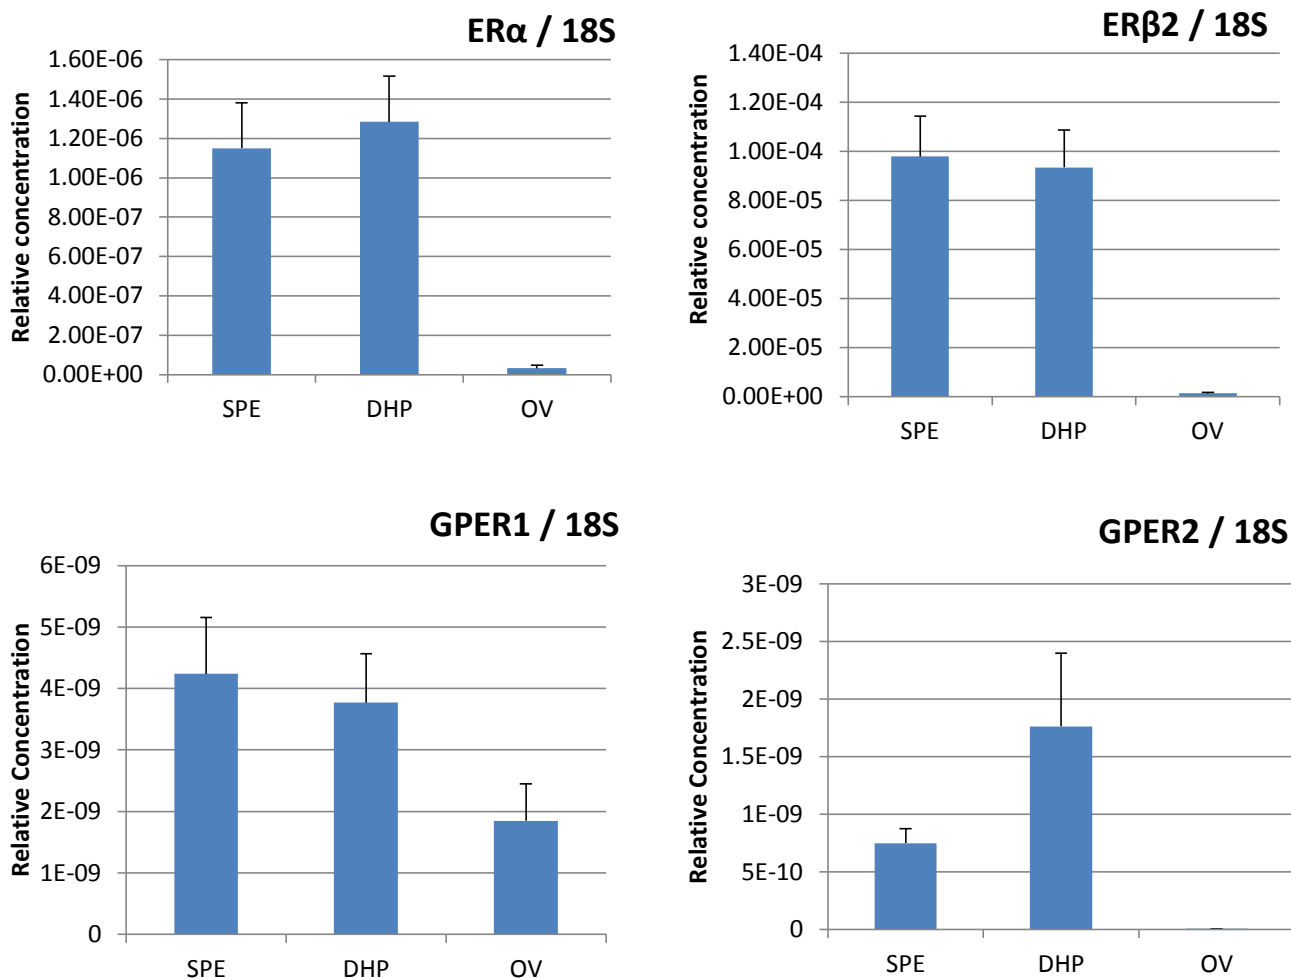 ERα / 18S
Relative concentration
1.60E-06
1.40E-06
1.20E-06
1.00E-06
8.00E-07
6.00E-07
4.00E-07
2.00E-07
0.00E+00
SPE DHP OV
ERβ2 / 18S
Relative concentration
1.40E-04
1.20E-04
1.00E-04
8.00E-05
6.00E-05
4.00E-05
2.00E-05
0.00E+00
SPE DHP OV
GPER1 / 18S
Relative Concentration
6E-09
5E-09
4E-09
3E-09
2E-09
1E-09
0
SPE DHP OV
GPER2 / 18S
Relative Concentration
3E-09
2.5E-09
2E-09
1.5E-09
1E-09
5E-10
0
SPE DHP OV